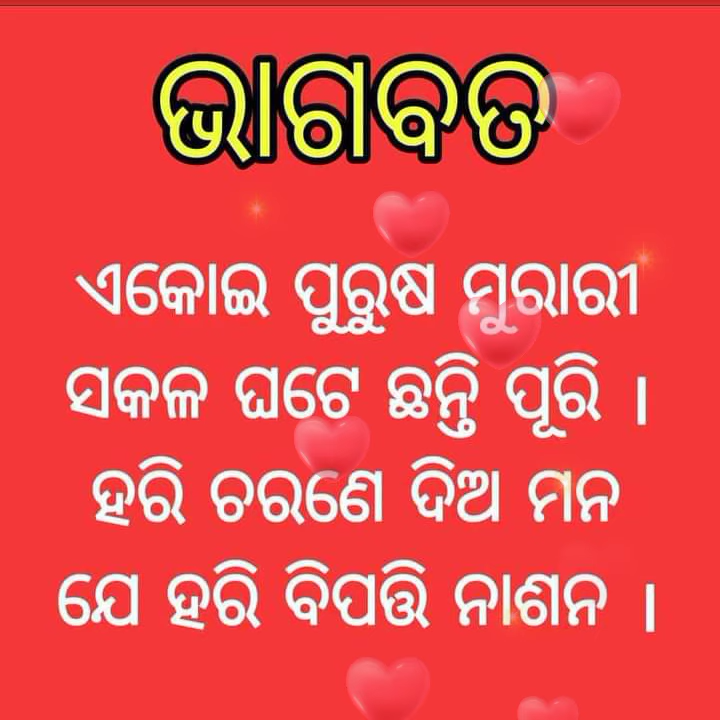 ଭାଗବତ
ଏକୋଇ ପୁରୁଷ ମୁରାରୀ
ସକଳ ଘଟେ ଛନ୍ତି ପୂରି ।
ହରି ଚରଣେ ଦିଅ ମନ
ଯେ ହରି ବିପତ୍ତି ନାଶନ ।